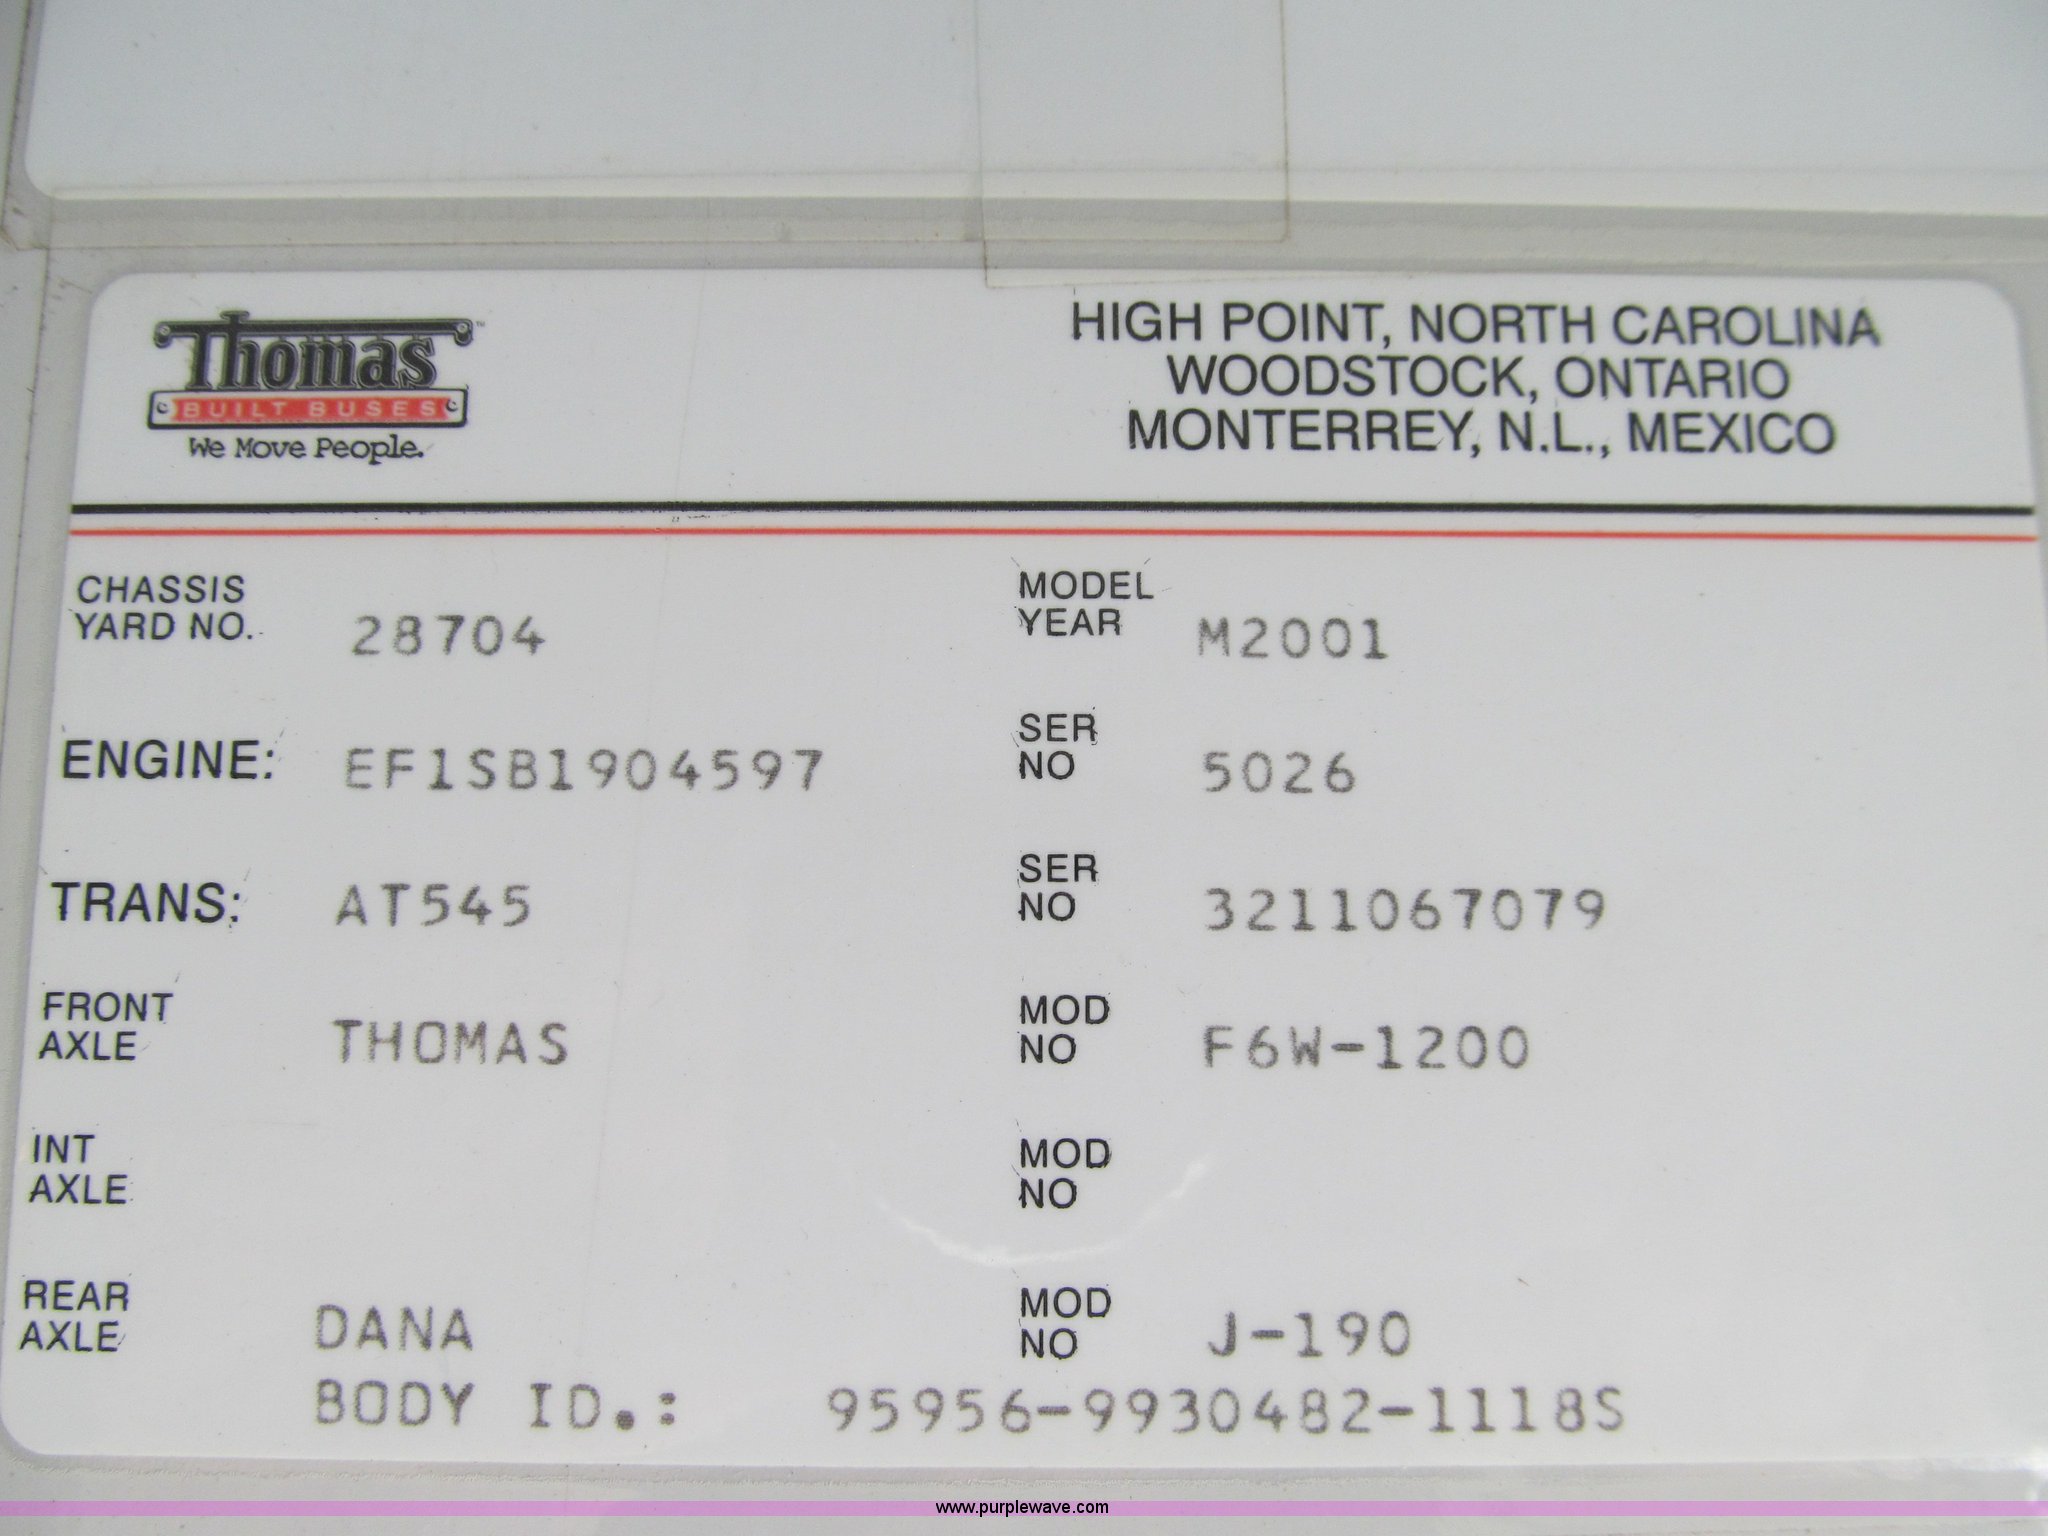 Thomas™
BUILT BUSES
We Move People.
HIGH POINT, NORTH CAROLINA
WOODSTOCK, ONTARIO
MONTERREY, N.L., MEXICO
CHASSIS
YARD NO. 28704
MODEL
YEAR M2001
ENGINE: EF1SB1904597
SER
NO 5026
TRANS: AT545
SER
NO 3211067079
FRONT
AXLE THOMAS
MOD
NO F6W-1200
INT
AXLE
MOD
NO
REAR
AXLE DANA
MOD
NO J-190
BODY ID.: 95956-9930482-1118S
www.purplewave.com